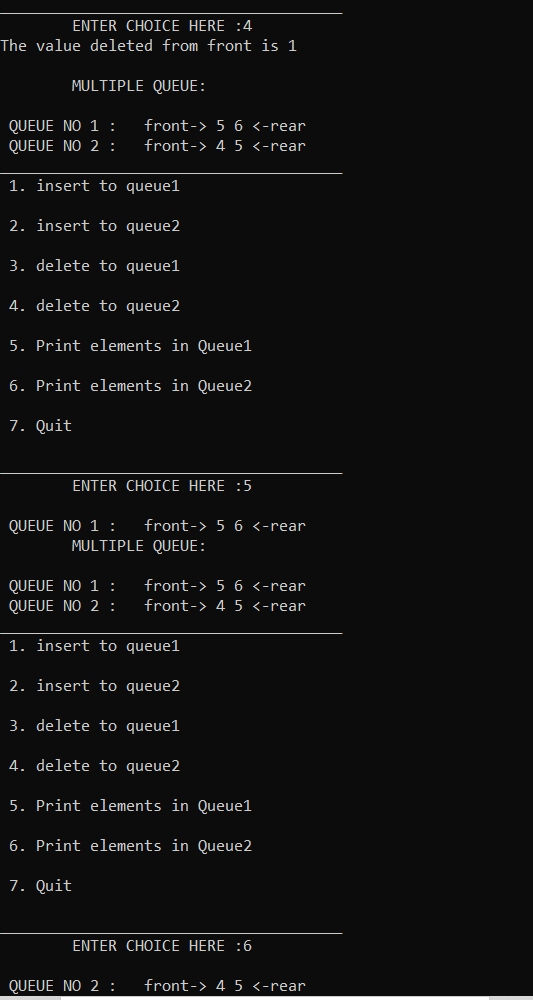 ENTER CHOICE HERE :4
The value deleted from front is 1
MULTIPLE QUEUE:
QUEUE NO 1 : front-> 5 6 <-rear
QUEUE NO 2 : front-> 4 5 <-rear
1. insert to queue1
2. insert to queue2
3. delete to queue1
4. delete to queue2
5. Print elements in Queue1
6. Print elements in Queue2
7. Quit
ENTER CHOICE HERE :5
QUEUE NO 1 : front-> 5 6 <-rear
MULTIPLE QUEUE:
QUEUE NO 1 : front-> 5 6 <-rear
QUEUE NO 2 : front-> 4 5 <-rear
1. insert to queue1
2. insert to queue2
3. delete to queue1
4. delete to queue2
5. Print elements in Queue1
6. Print elements in Queue2
7. Quit
ENTER CHOICE HERE :6
QUEUE NO 2 : front-> 4 5 <-rear